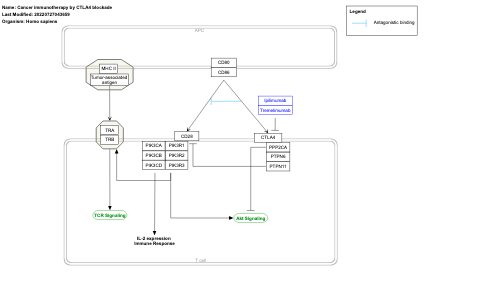 Name: Cancer immunotherapy by CTLA4 blockade
Last Modified: 20220727042659
Organism: Homo sapiens
Legend
Antagonistic binding
APC
MHC II
Tumor-associated
antigen
CD80
CD86
Ipilimumab
Tremelimumab
TRA
TRB
CD28
CTLA4
PIK3CA PIK3R1
PIK3CB PIK3R2
PIK3CD PIK3R3
PPP2CA
PTPN6
PTPN11
TCR Signaling
Akt Signaling
IL-2 expression
Immune Response
T cell